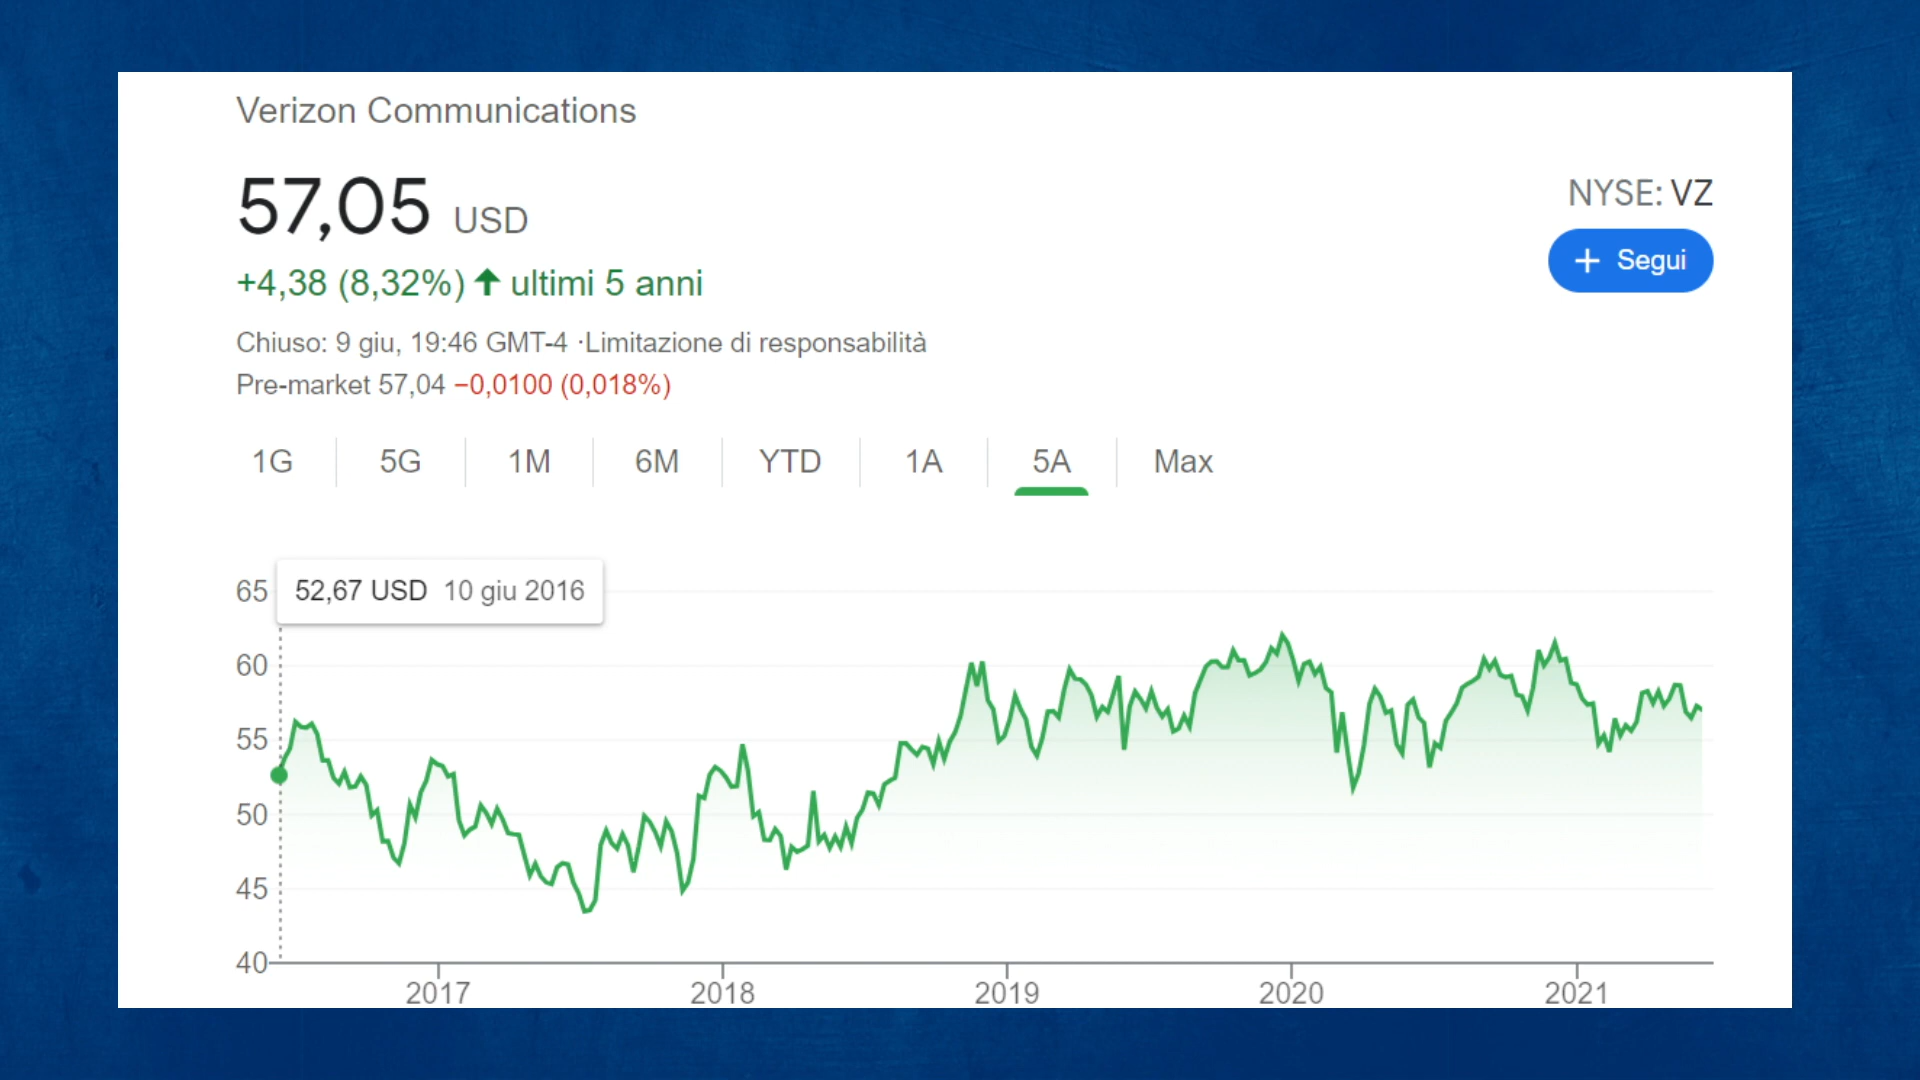 Verizon Communications
57,05 USD
NYSE: VZ
+ Segui
+4,38 (8,32%) ↑ ultimi 5 anni
Chiuso: 9 giu, 19:46 GMT-4 ·Limitazione di responsabilità
Pre-market 57,04 −0,0100 (0,018%)
1G 5G 1M 6M YTD 1A 5A Max
52,67 USD 10 giu 2016
65
60
55
50
45
40
2017 2018 2019 2020 2021